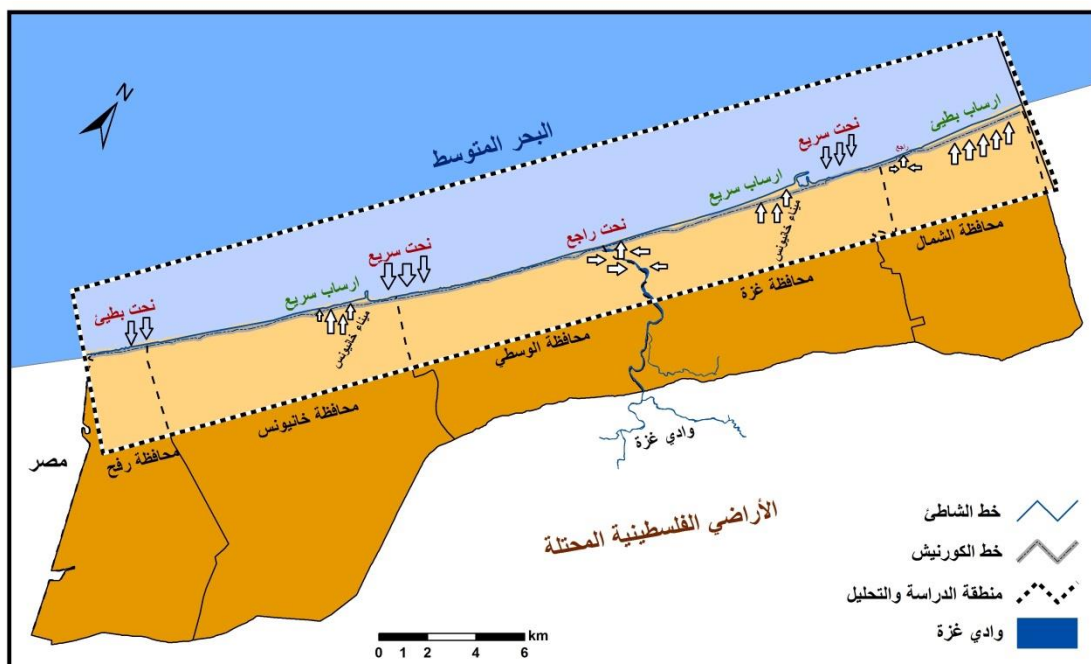 N
البحر المتوسط
ارساب بطيئ
نحت سريع
راجع
ارساب سريع
ميناء خانيونس
نحت راجع
نحت سريع
ارساب سريع
ميناء خانيونس
نحت بطيئ
محافظة الشمال
محافظة غزة
محافظة الوسطي
محافظة خانيونس
محافظة رفح
مصر
وادي غزة
الأراضي الفلسطينية المحتلة
خط الشاطئ
خط الكورنيش
منطقة الدراسة والتحليل
وادي غزة
km
0 1 2 4 6